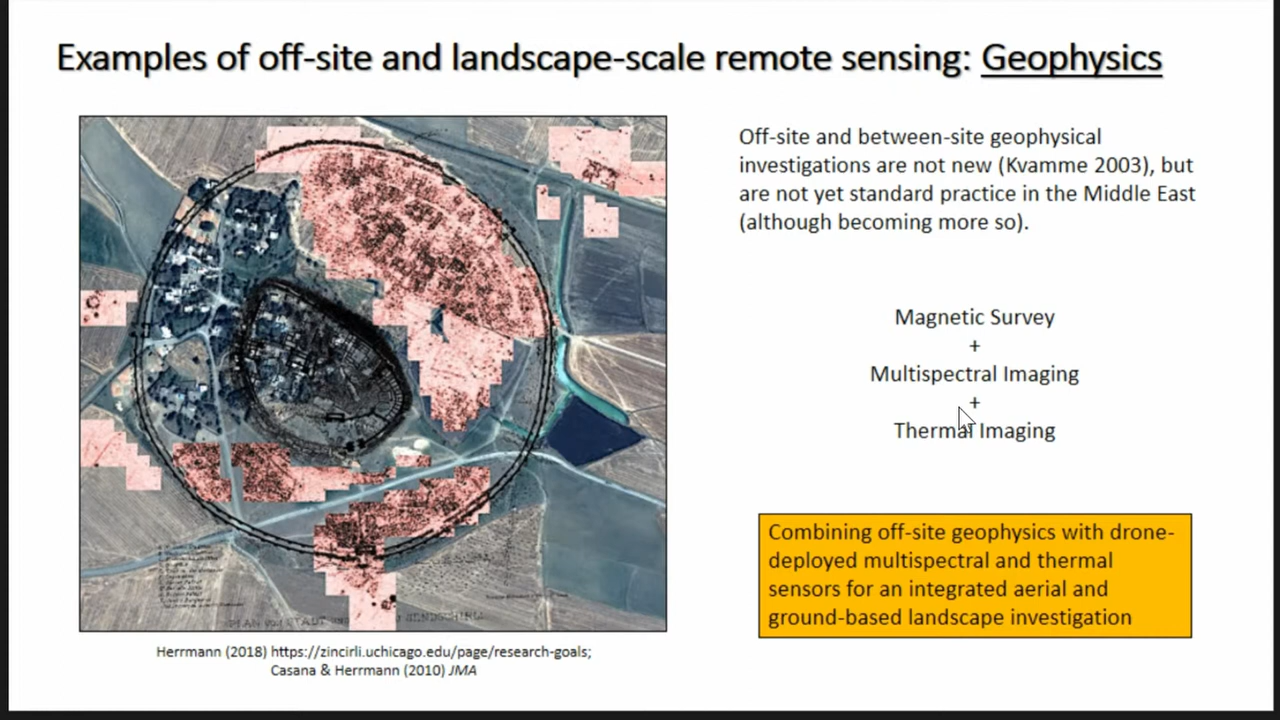 Examples of off-site and landscape-scale remote sensing: Geophysics
Off-site and between-site geophysical
investigations are not new (Kvamme 2003), but
are not yet standard practice in the Middle East
(although becoming more so).
Magnetic Survey
+
Multispectral Imaging
+
Thermal Imaging
Combining off-site geophysics with drone-
deployed multispectral and thermal
sensors for an integrated aerial and
ground-based landscape investigation
PLAN STADT
Herrmann (2018) https://zincirli.uchicago.edu/page/research-goals;
Casana & Herrmann (2010) JMA